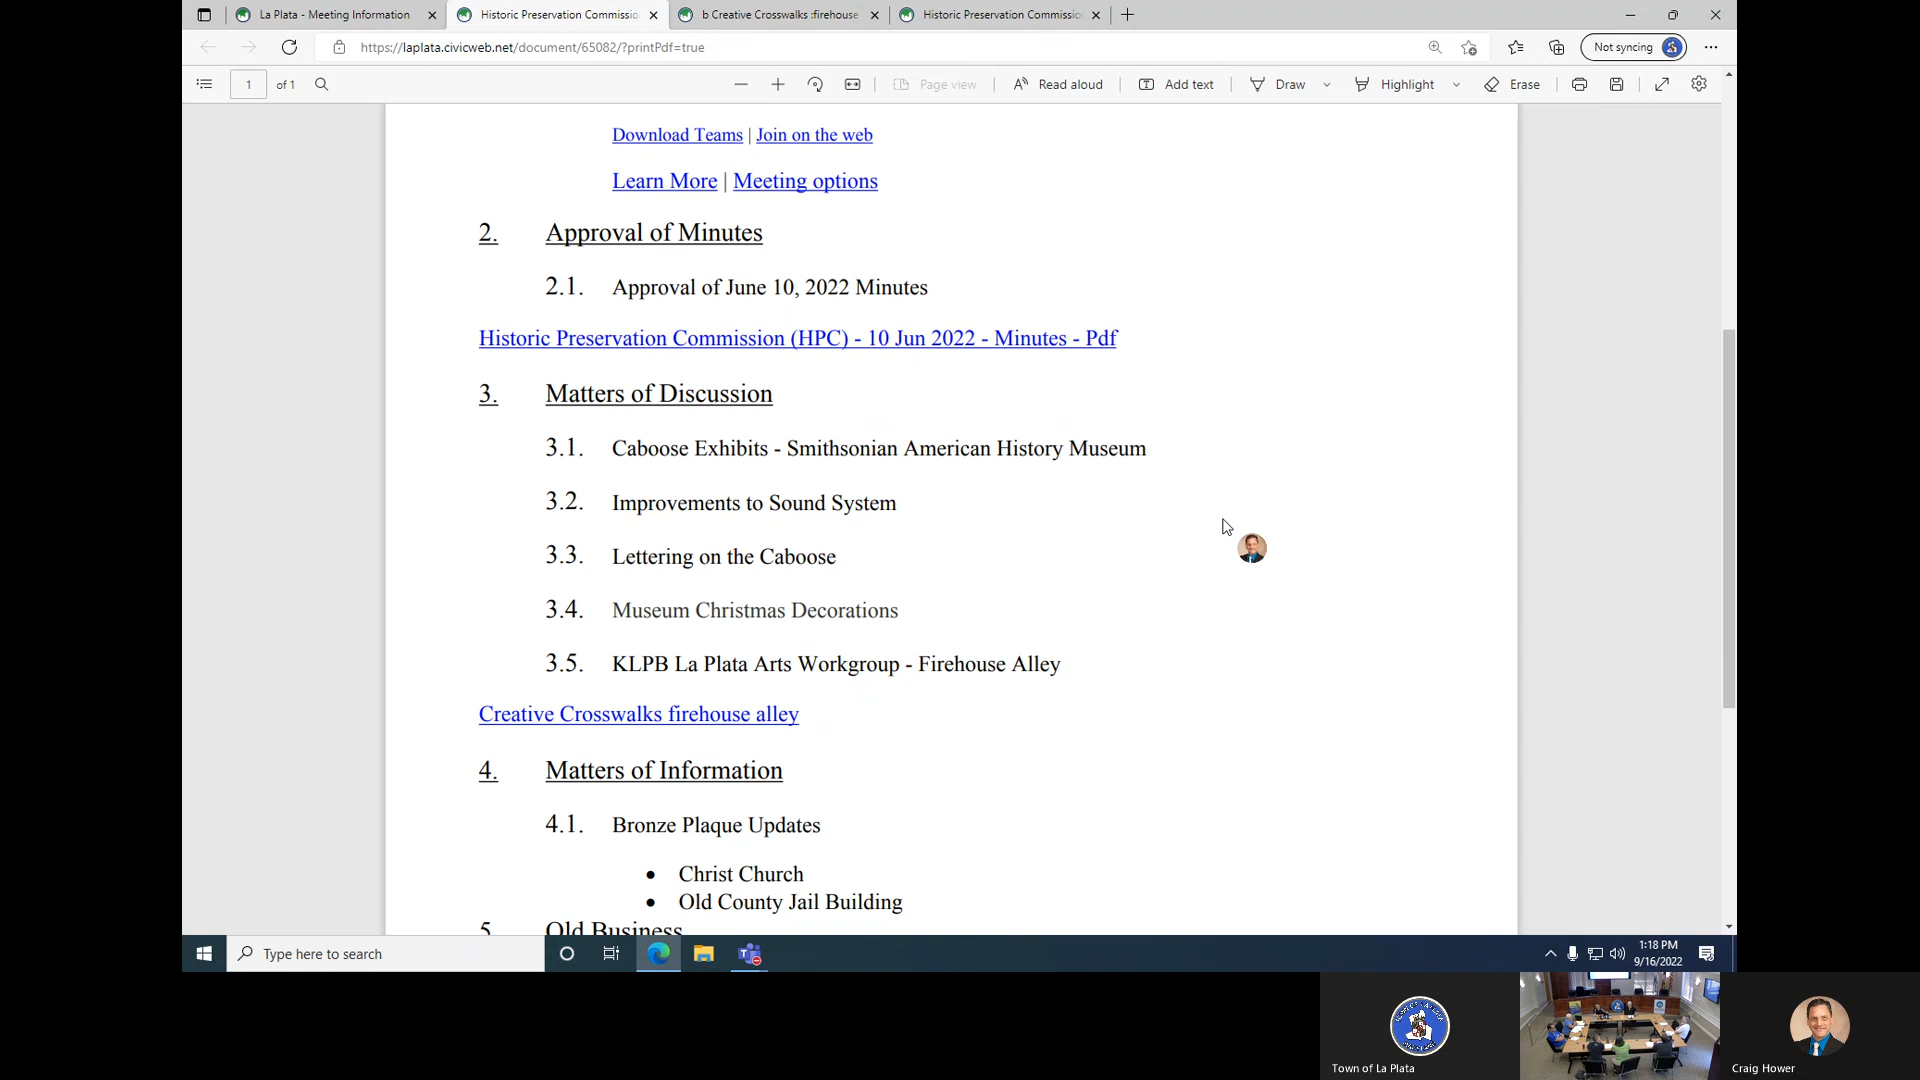 La Plata - Meeting Information
Historic Preservation Commissio
b Creative Crosswalks :firehouse
Historic Preservation Commissio
https://laplata.civicweb.net/document/65082/?printPdf=true
Not syncing
1 of 1
Page view
Read aloud
Add text
Draw
Highlight
Erase
Download Teams | Join on the web
Learn More | Meeting options
2. Approval of Minutes
2.1. Approval of June 10, 2022 Minutes
Historic Preservation Commission (HPC) - 10 Jun 2022 - Minutes - Pdf
3. Matters of Discussion
3.1. Caboose Exhibits - Smithsonian American History Museum
3.2. Improvements to Sound System
3.3. Lettering on the Caboose
3.4. Museum Christmas Decorations
3.5. KLPB La Plata Arts Workgroup - Firehouse Alley
Creative Crosswalks firehouse alley
4. Matters of Information
4.1. Bronze Plaque Updates
• Christ Church
• Old County Jail Building
5. Old Business
Type here to search
1:18 PM
9/16/2022
Town of La Plata
Craig Hower